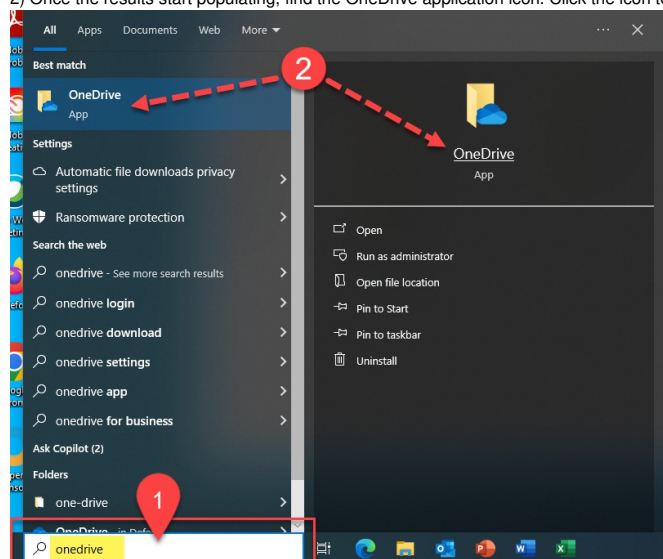 2) Once the results start populating, find the OneDrive application icon. Click the icon to
All Apps Documents Web More
Best match
2
OneDrive
App
OneDrive
App
Settings
Automatic file downloads privacy
settings
Ransomware protection
Search the web
onedrive - See more search results
onedrive login
onedrive download
onedrive settings
onedrive app
onedrive for business
Ask Copilot (2)
Folders
one-drive
1
OneDrive
onedrive
Open
Run as administrator
Open file location
Pin to Start
Pin to taskbar
Uninstall